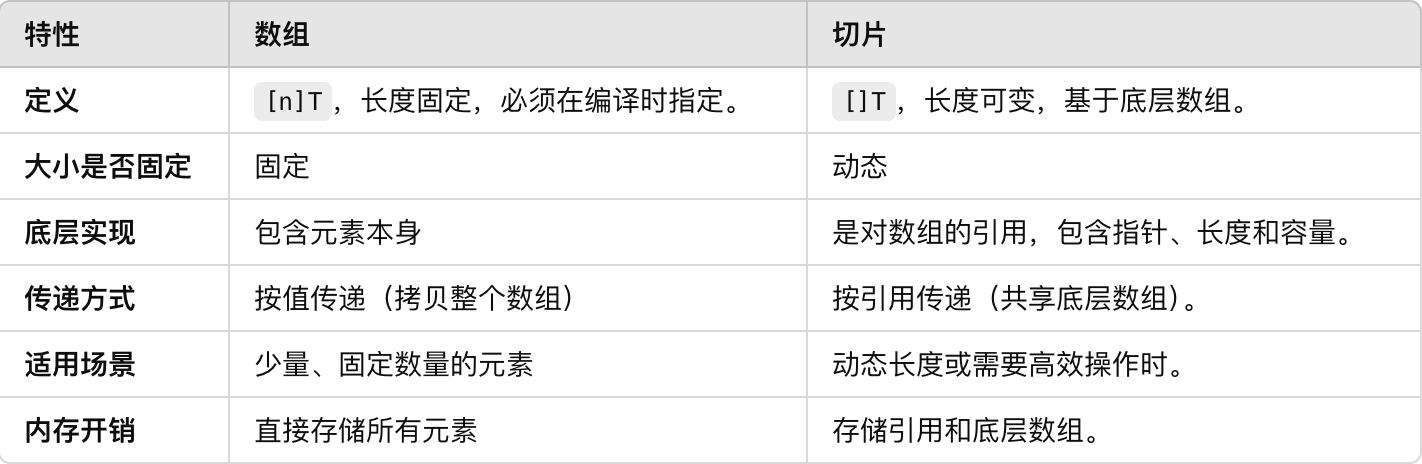 特性 数组 切片
定义 [n]T，长度固定，必须在编译时指定。 []T，长度可变，基于底层数组。
大小是否固定 固定 动态
底层实现 包含元素本身 是对数组的引用，包含指针、长度和容量。
传递方式 按值传递（拷贝整个数组） 按引用传递（共享底层数组）。
适用场景 少量、固定数量的元素 动态长度或需要高效操作时。
内存开销 直接存储所有元素 存储引用和底层数组。